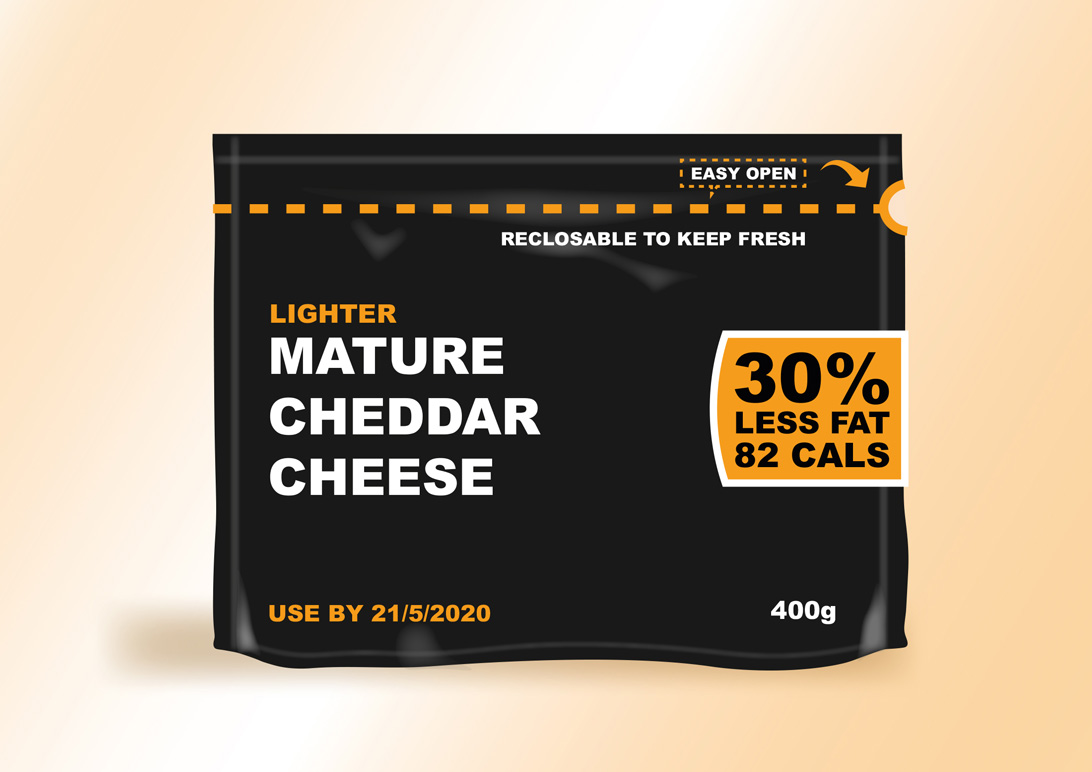 EASY OPEN
RECLOSABLE TO KEEP FRESH
LIGHTER
MATURE
CHEDDAR
CHEESE
30%
LESS FAT
82 CALS
USE BY 21/5/2020
400g